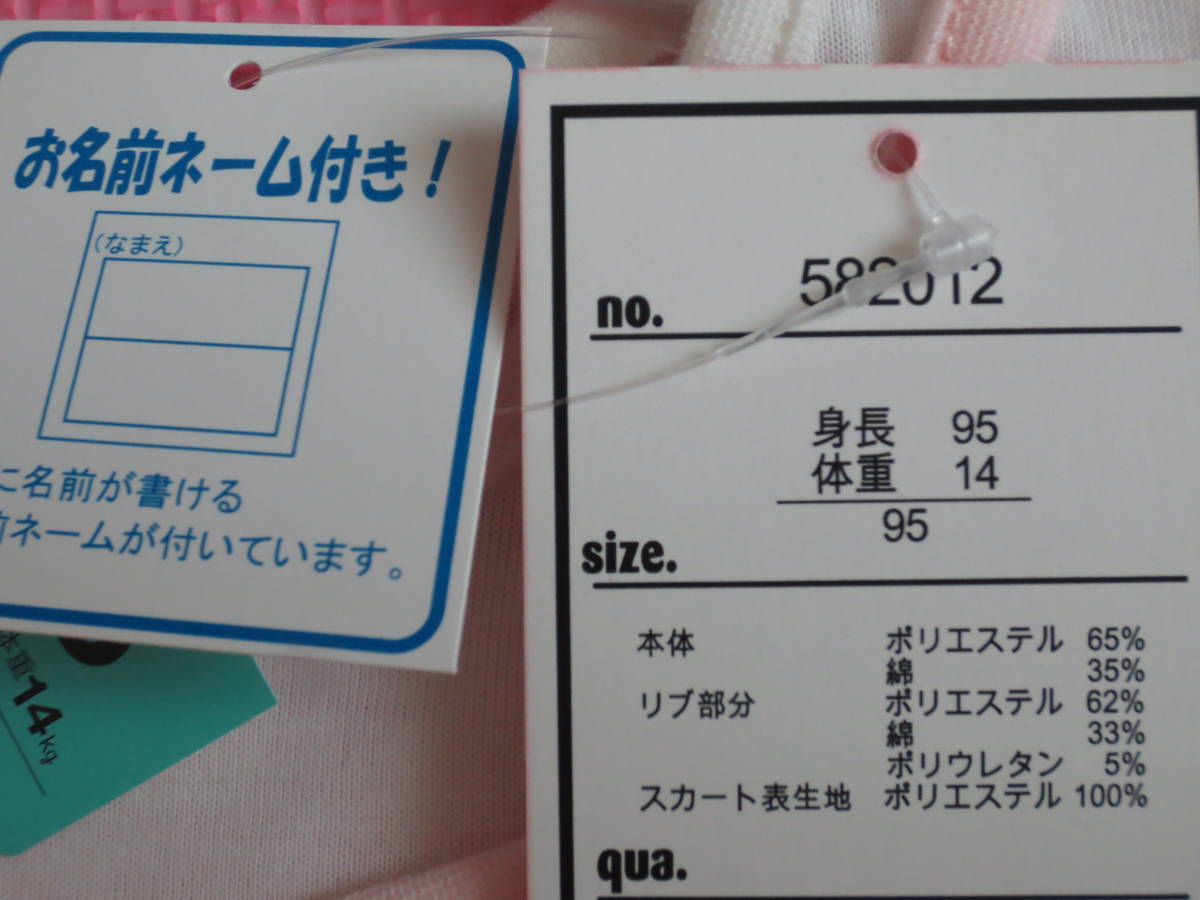 お名前ネーム付き!
(なまえ)
に名前が書ける
前ネームが付いています。
体重14kg
no. 582012
身長 95
体重 14
95
size.
本体 ポリエステル 65%
綿 35%
リブ部分 ポリエステル 62%
綿 33%
ポリウレタン 5%
スカート表生地 ポリエステル 100%
qua.